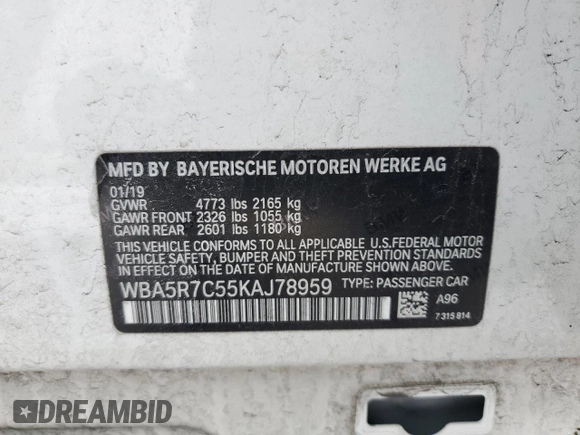 MFD BY BAYERISCHE MOTOREN WERKE AG
01/19
GVWR 4773 lbs 2165 kg
GAWR FRONT 2326 lbs 1055 kg
GAWR REAR 2601 lbs 1180 kg
THIS VEHICLE CONFORMS TO ALL APPLICABLE U.S.FEDERAL MOTOR
VEHICLE SAFETY, BUMPER, AND THEFT PREVENTION STANDARDS
IN EFFECT ON THE DATE OF MANUFACTURE SHOWN ABOVE.
WBA5R7C55KAJ78959 TYPE: PASSENGER CAR
A96
7 315 814
DREAMBID